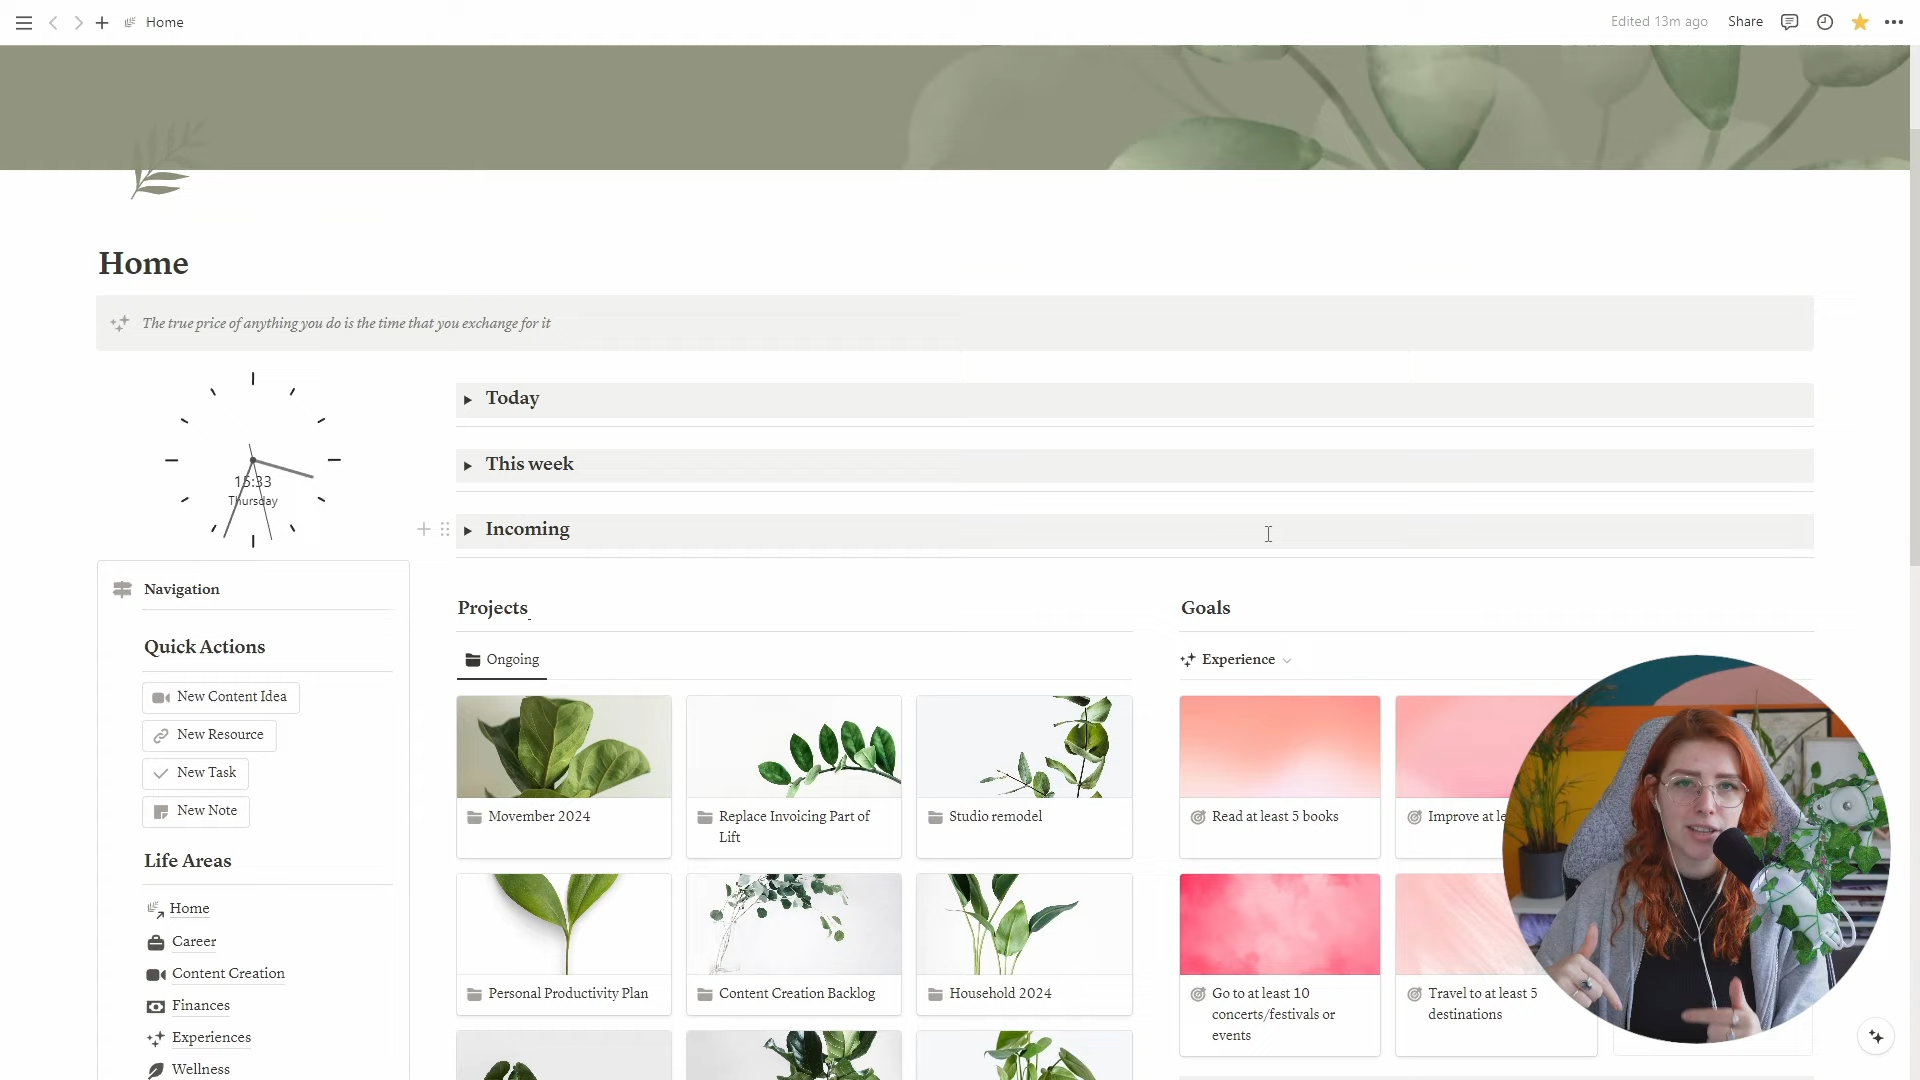 Home
Edited 13m ago
Share
Home
The true price of anything you do is the time that you exchange for it
15:33
Thursday
Today
This week
Incoming
Navigation
Quick Actions
New Content Idea
New Resource
New Task
New Note
Life Areas
Home
Career
Content Creation
Finances
Experiences
Wellness
Projects
Ongoing
Movember 2024
Replace Invoicing Part of
Lift
Studio remodel
Personal Productivity Plan
Content Creation Backlog
Household 2024
Goals
Experience
Read at least 5 books
Improve at
Go to at least 10
concerts/festivals or
events
Travel to at least 5
destinations